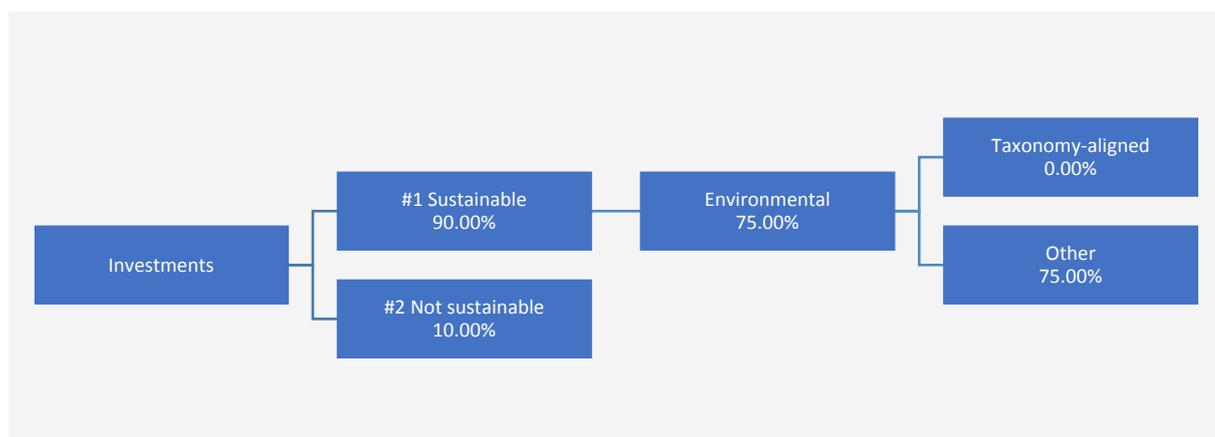 Investments
#1 Sustainable
90.00%
#2 Not sustainable
10.00%
Environmental
75.00%
Taxonomy-aligned
0.00%
Other
75.00%